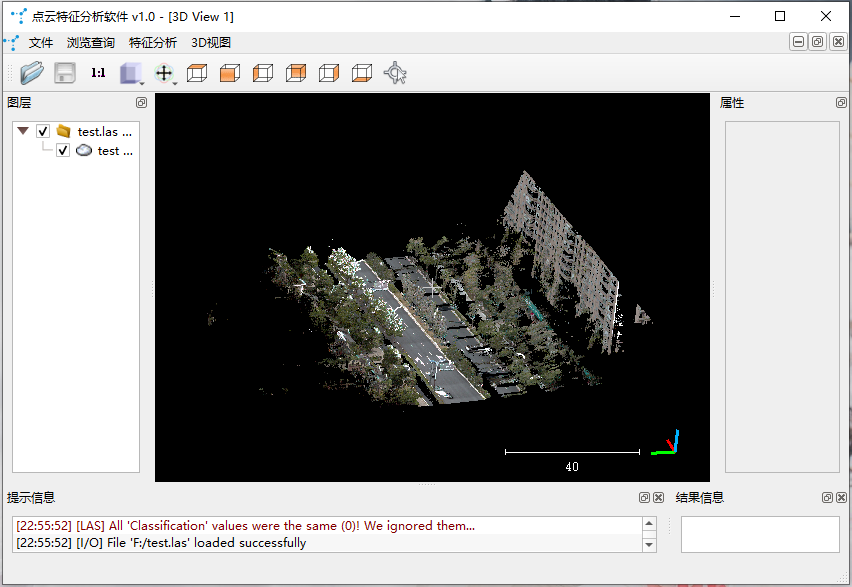 点云特征分析软件 v1.0 - [3D View 1]
文件 浏览查询 特征分析 3D视图
1:1
图层
属性
test.las ...
test ...
40
提示信息
结果信息
[22:55:52] [LAS] All 'Classification' values were the same (0)! We ignored them...
[22:55:52] [I/O] File 'F:/test.las' loaded successfully